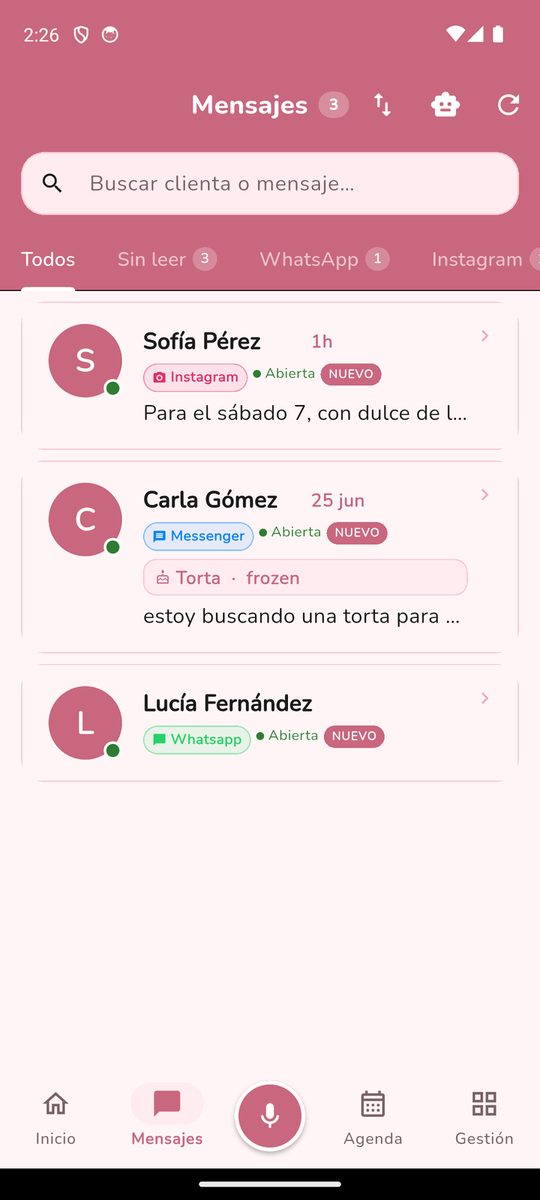 2:26
Mensajes 3
Buscar clienta o mensaje...
Todos Sin leer 3 WhatsApp 1 Instagram
S
Sofía Pérez 1h
Instagram Abierta NUEVO
Para el sábado 7, con dulce de l...
C
Carla Gómez 25 jun
Messenger Abierta NUEVO
Torta · frozen
estoy buscando una torta para ...
L
Lucía Fernández
Whatsapp Abierta NUEVO
Inicio Mensajes Agenda Gestión